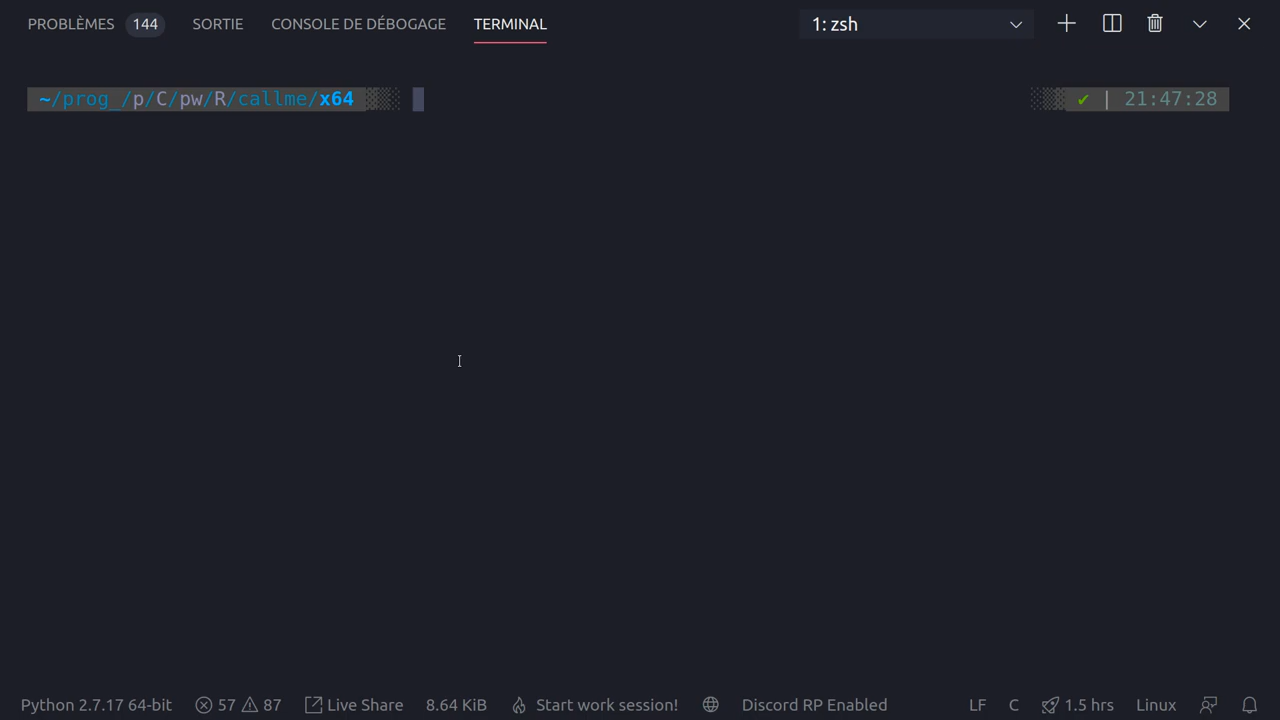 PROBLÈMES 144 SORTIE CONSOLE DE DÉBOGAGE TERMINAL 1: zsh
~/prog_/p/C/pw/R/callme/x64 ✔ | 21:47:28
Python 2.7.17 64-bit 57 87 Live Share 8.64 KiB Start work session! Discord RP Enabled LF C 1.5 hrs Linux